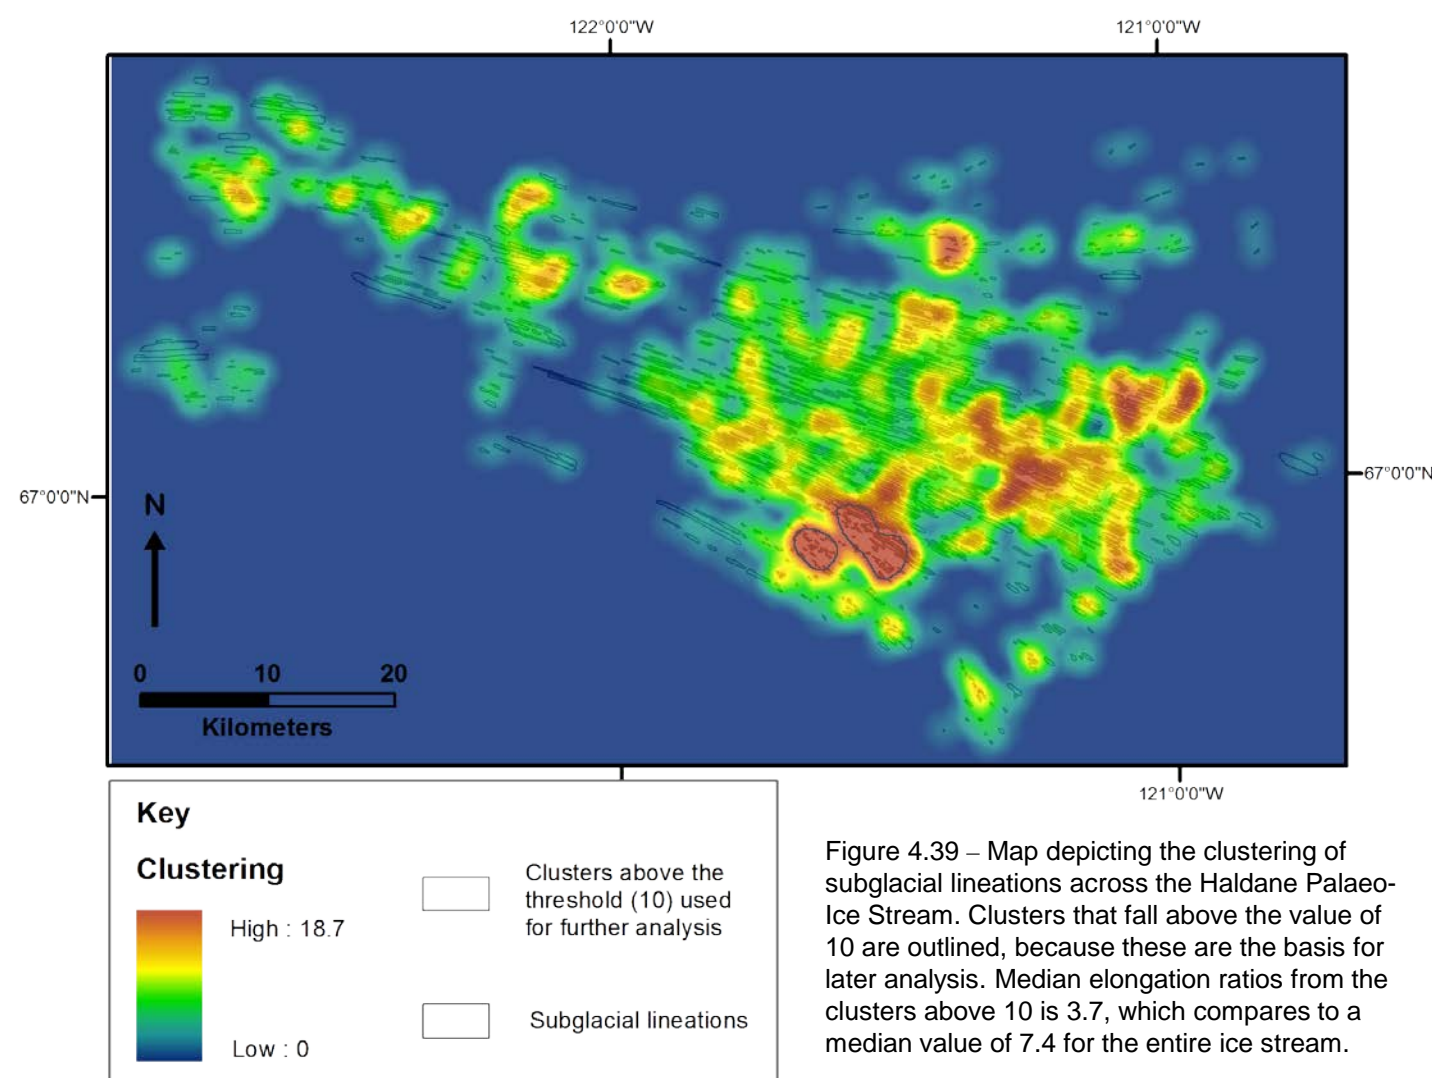 122°0'0"W
121°0'0"W
67°0'0"N
67°0'0"N
N
0 10 20
Kilometers
121°0'0"W
Key
Clustering
High : 18.7
Low : 0
Clusters above the
threshold (10) used
for further analysis
Subglacial lineations
Figure 4.39 – Map depicting the clustering of
subglacial lineations across the Haldane Palaeo-
Ice Stream. Clusters that fall above the value of
10 are outlined, because these are the basis for
later analysis. Median elongation ratios from the
clusters above 10 is 3.7, which compares to a
median value of 7.4 for the entire ice stream.